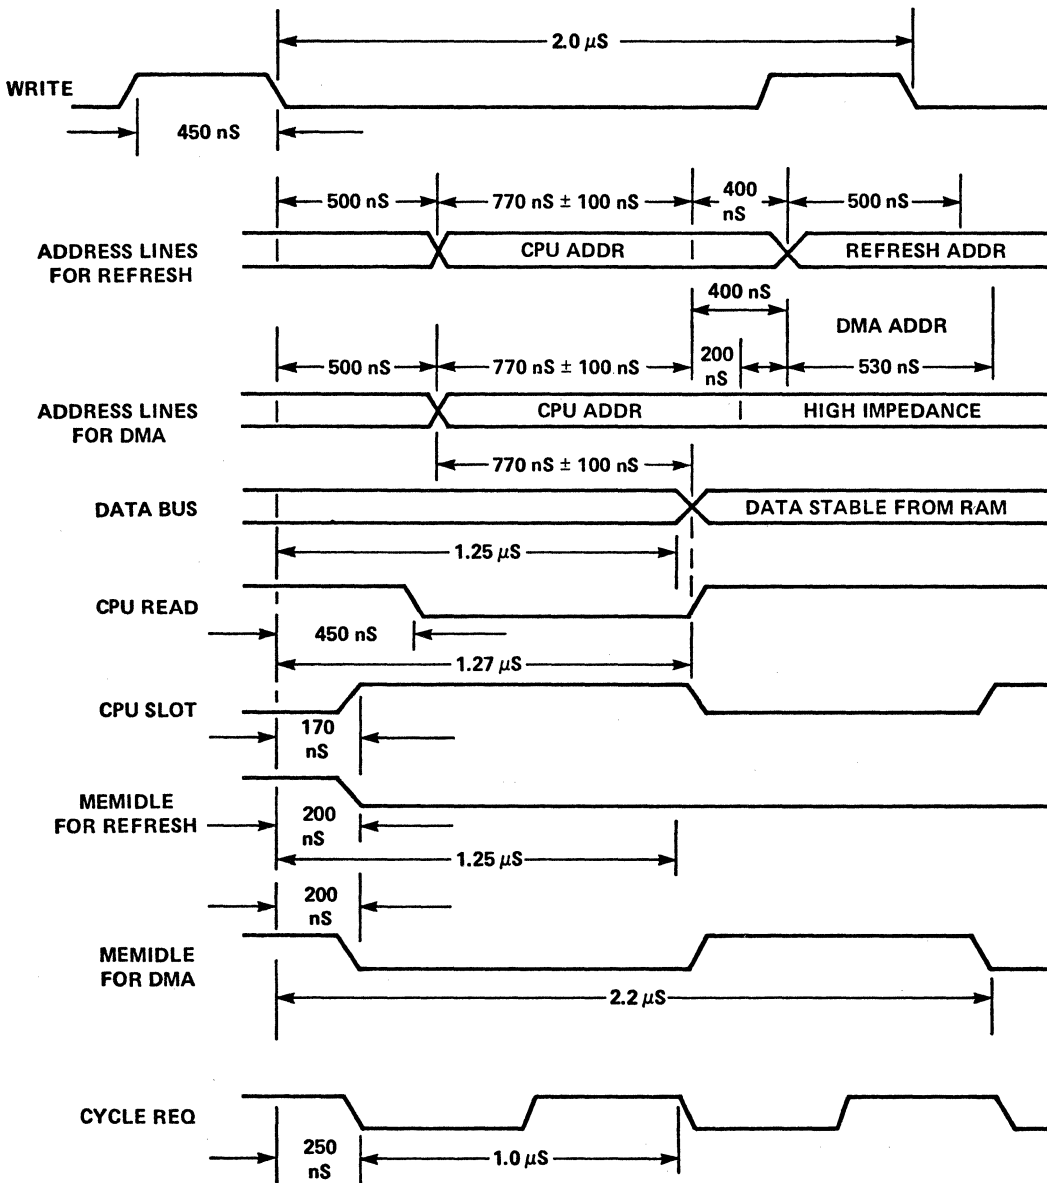 2.0 µS
WRITE
450 nS
500 nS
770 nS ± 100 nS
400
nS
500 nS
ADDRESS LINES
FOR REFRESH
CPU ADDR
REFRESH ADDR
400 nS
DMA ADDR
500 nS
770 nS ± 100 nS
200
nS
530 nS
ADDRESS LINES
FOR DMA
CPU ADDR
HIGH IMPEDANCE
770 nS ± 100 nS
DATA BUS
DATA STABLE FROM RAM
1.25 µS
CPU READ
450 nS
1.27 µS
CPU SLOT
170
nS
MEMIDLE
FOR REFRESH
200
nS
1.25 µS
200
nS
MEMIDLE
FOR DMA
2.2 µS
CYCLE REQ
250
nS
1.0 µS